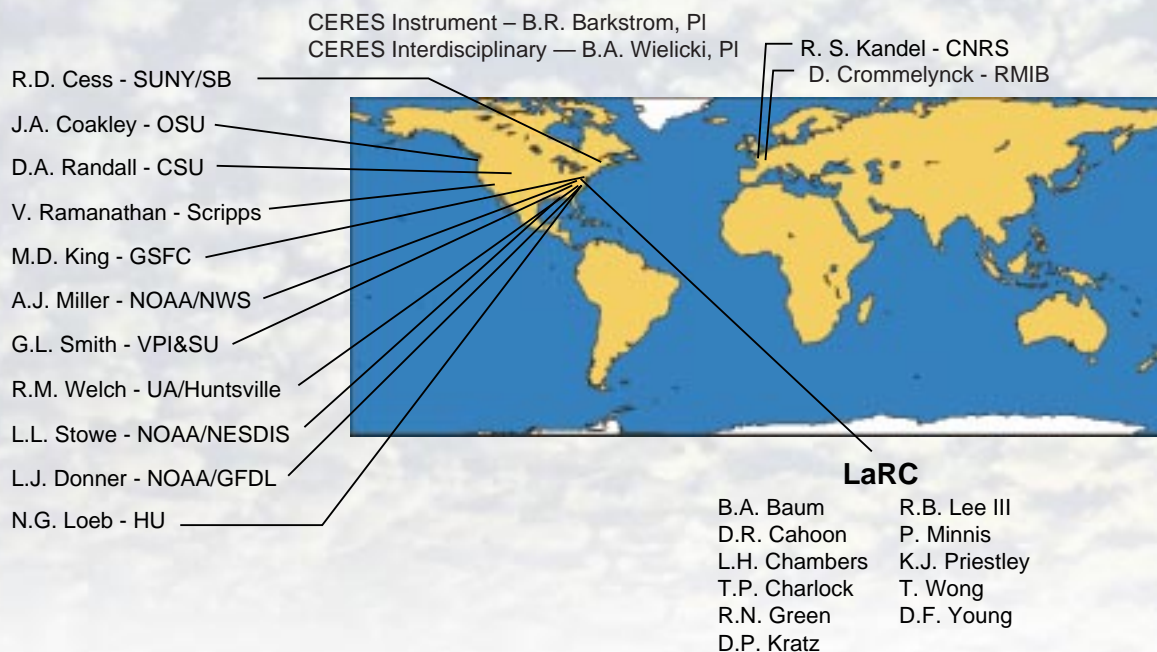 CERES Instrument – B.R. Barkstrom, PI
CERES Interdisciplinary — B.A. Wielicki, PI
R.D. Cess - SUNY/SB
J.A. Coakley - OSU
D.A. Randall - CSU
V. Ramanathan - Scripps
M.D. King - GSFC
A.J. Miller - NOAA/NWS
G.L. Smith - VPI&SU
R.M. Welch - UA/Huntsville
L.L. Stowe - NOAA/NESDIS
L.J. Donner - NOAA/GFDL
N.G. Loeb - HU
R. S. Kandel - CNRS
D. Crommelynck - RMIB
LaRC
B.A. Baum
D.R. Cahoon
L.H. Chambers
T.P. Charlock
R.N. Green
D.P. Kratz
R.B. Lee III
P. Minnis
K.J. Priestley
T. Wong
D.F. Young